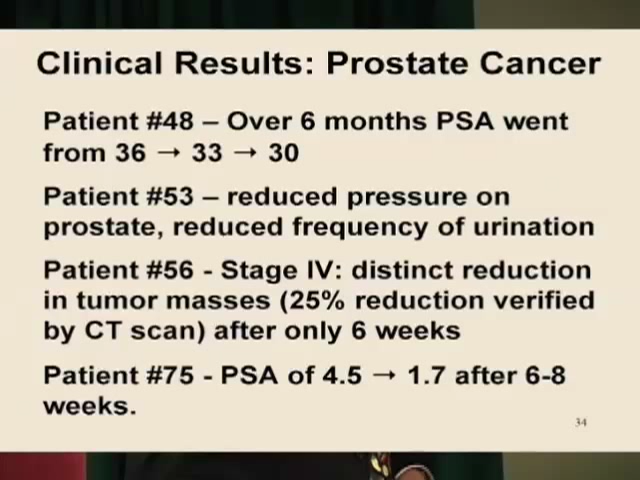 Clinical Results: Prostate Cancer
Patient #48 – Over 6 months PSA went
from 36 → 33 → 30
Patient #53 – reduced pressure on
prostate, reduced frequency of urination
Patient #56 - Stage IV: distinct reduction
in tumor masses (25% reduction verified
by CT scan) after only 6 weeks
Patient #75 - PSA of 4.5 → 1.7 after 6-8
weeks.
34